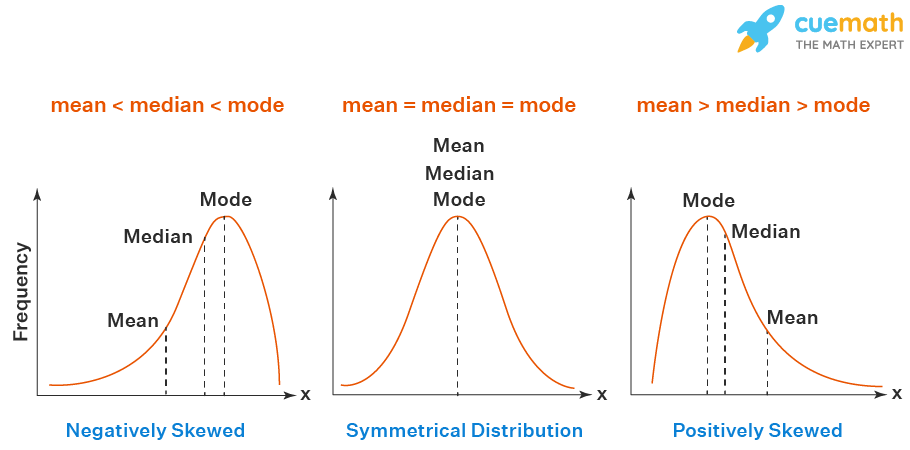 cuemath
THE MATH EXPERT
mean < median < mode
mean = median = mode
mean > median > mode
Frequency
Mode
Median
Mean
x
Negatively Skewed
Mean
Median
Mode
x
Symmetrical Distribution
Mode
Median
Mean
x
Positively Skewed